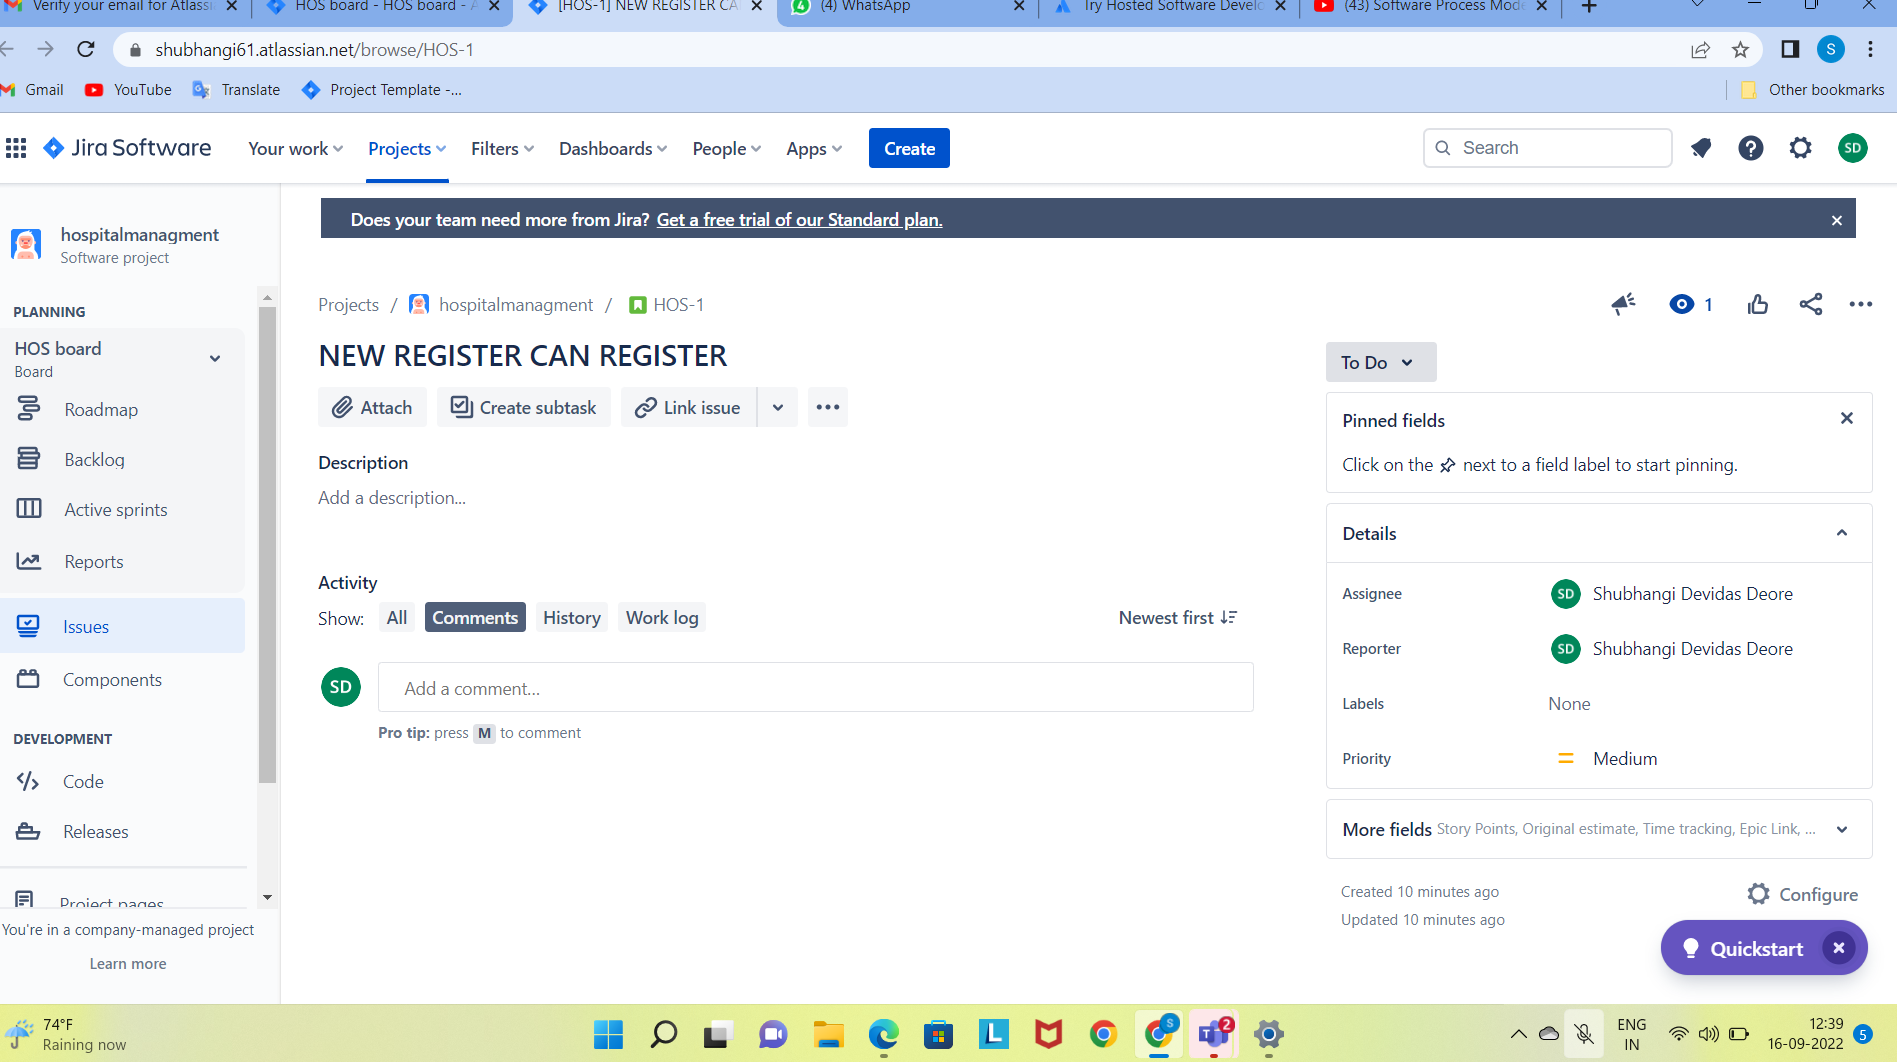 Verify your email for Atlassi
HOS board - HOS board - A
[HOS-1] NEW REGISTER CA
(4) WhatsApp
Try Hosted Software Develo
(43) Software Process Mode
shubhangi61.atlassian.net/browse/HOS-1
S
Gmail
YouTube
Translate
Project Template -...
Other bookmarks
Jira Software
Your work
Projects
Filters
Dashboards
People
Apps
Create
Search
SD
Does your team need more from Jira? Get a free trial of our Standard plan.
hospitalmanagment
Software project
PLANNING
HOS board
Board
Roadmap
Backlog
Active sprints
Reports
Issues
Components
DEVELOPMENT
Code
Releases
Project pages
You're in a company-managed project
Learn more
Projects / hospitalmanagment / HOS-1
1
NEW REGISTER CAN REGISTER
Attach
Create subtask
Link issue
Description
Add a description...
Activity
Show:
All
Comments
History
Work log
Newest first
SD
Add a comment...
Pro tip: press M to comment
To Do
Pinned fields
Click on the next to a field label to start pinning.
Details
Assignee
SD Shubhangi Devidas Deore
Reporter
SD Shubhangi Devidas Deore
Labels
None
Priority
Medium
More fields Story Points, Original estimate, Time tracking, Epic Link, ...
Created 10 minutes ago
Updated 10 minutes ago
Configure
Quickstart
74°F
Raining now
L
S
2
ENG
IN
12:39
16-09-2022
5